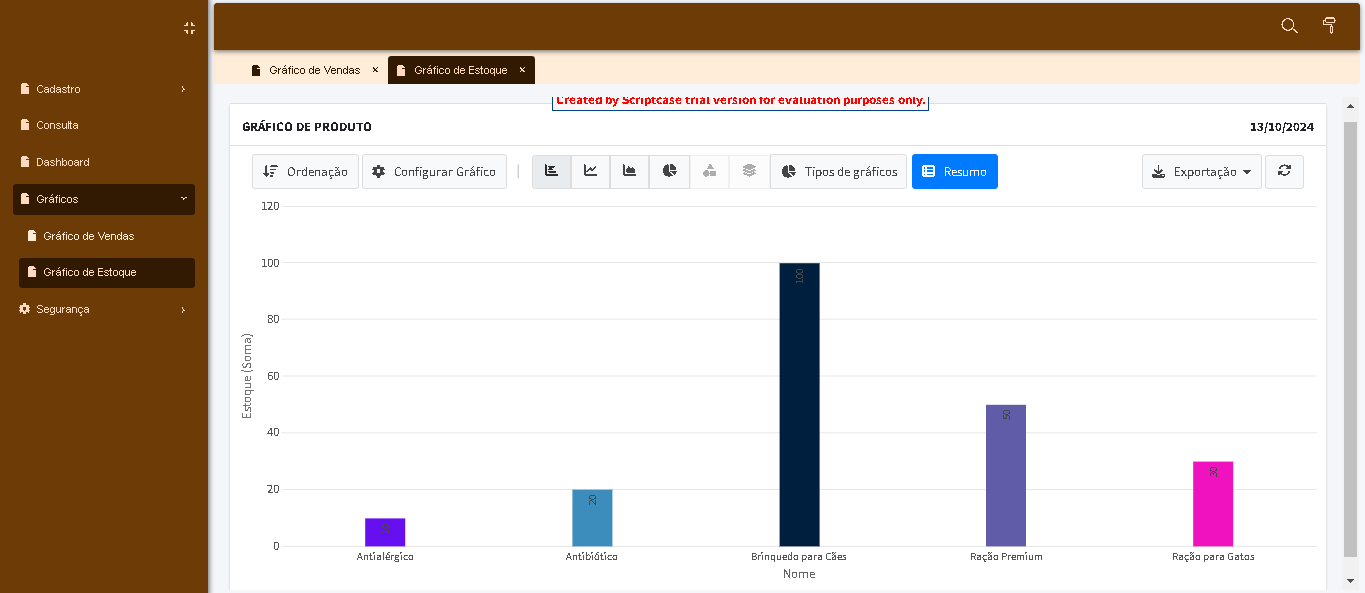 Gráfico de Vendas ×
Gráfico de Estoque ×
Cadastro
Consulta
Dashboard
Gráficos
Gráfico de Vendas
Gráfico de Estoque
Segurança
Created by Scriptcase trial version for evaluation purposes only.
GRÁFICO DE PRODUTO 13/10/2024
Ordenação Configurar Gráfico | Tipos de gráficos Resumo Exportação
120
100
80
60
40
20
0
Estoque (Soma)
10
20
100
50
30
Antialérgico Antibiótico Brinquedo para Cães Ração Premium Ração para Gatos
Nome